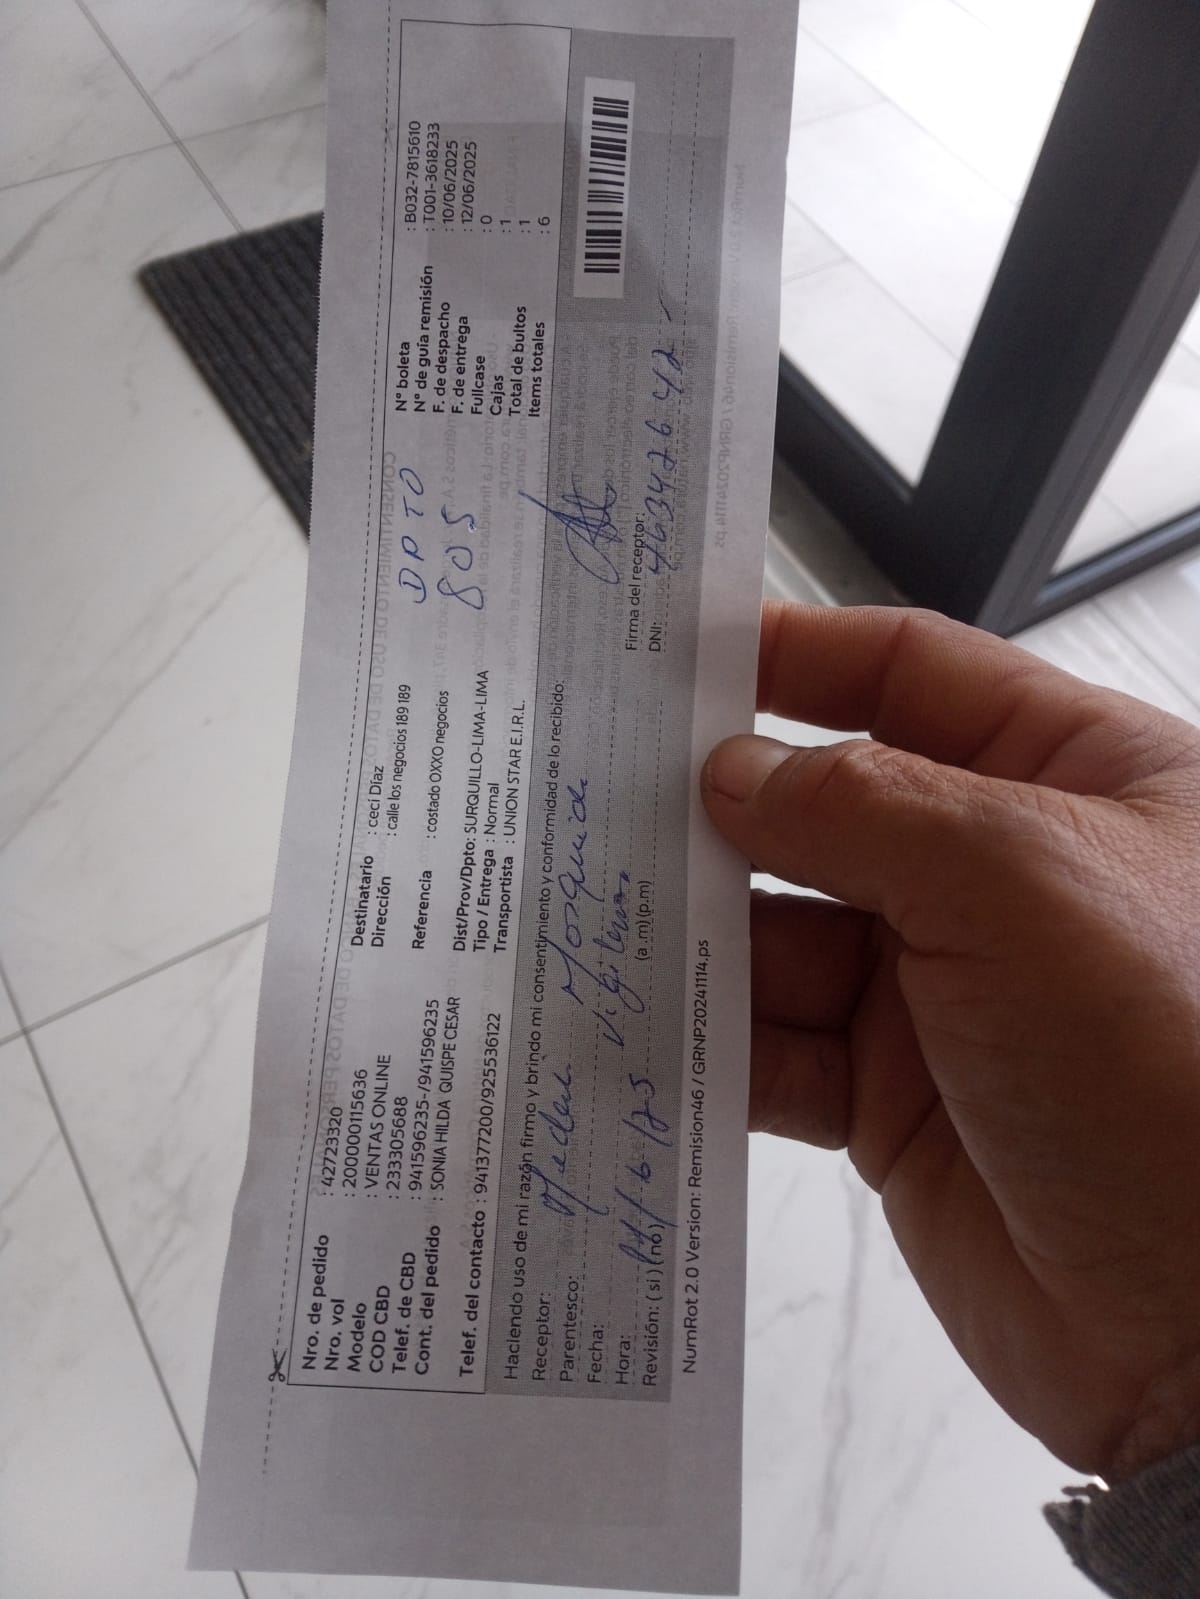 Nro. de pedido : 42723320
Nro. vol : 200000115636
Modelo : VENTAS ONLINE
COD CBD : 233305688
Telef. de CBD : 941596235-/941596235
Cont. del pedido : SONIA HILDA QUISPE CESAR
Telef. del contacto : 941377200/925536122
Destinatario : ceci Díaz
Dirección : calle los negocios 189 189
Referencia : costado OXXO negocios
Dist/Prov/Dpto: SURQUILLO-LIMA-LIMA
Tipo / Entrega : Normal
Transportista : UNION STAR E.I.R.L.
DPTO
805
N° boleta : B032-7815610
N° de guía remisión : T001-3618233
F. de despacho : 10/06/2025
F. de entrega : 12/06/2025
Fullcase : 0
Cajas : 1
Total de bultos : 1
Items totales : 6
Haciendo uso de mi razón firmo y brindo mi consentimiento y conformidad de lo recibido:
Receptor:
Parentesco:
Fecha:
Hora:
Revisión: ( si ) (no)
(a. m) (p.m)
Firma del receptor:
DNI:
NumRot 2.0 Version: Remision46 / GRNP20241114.ps